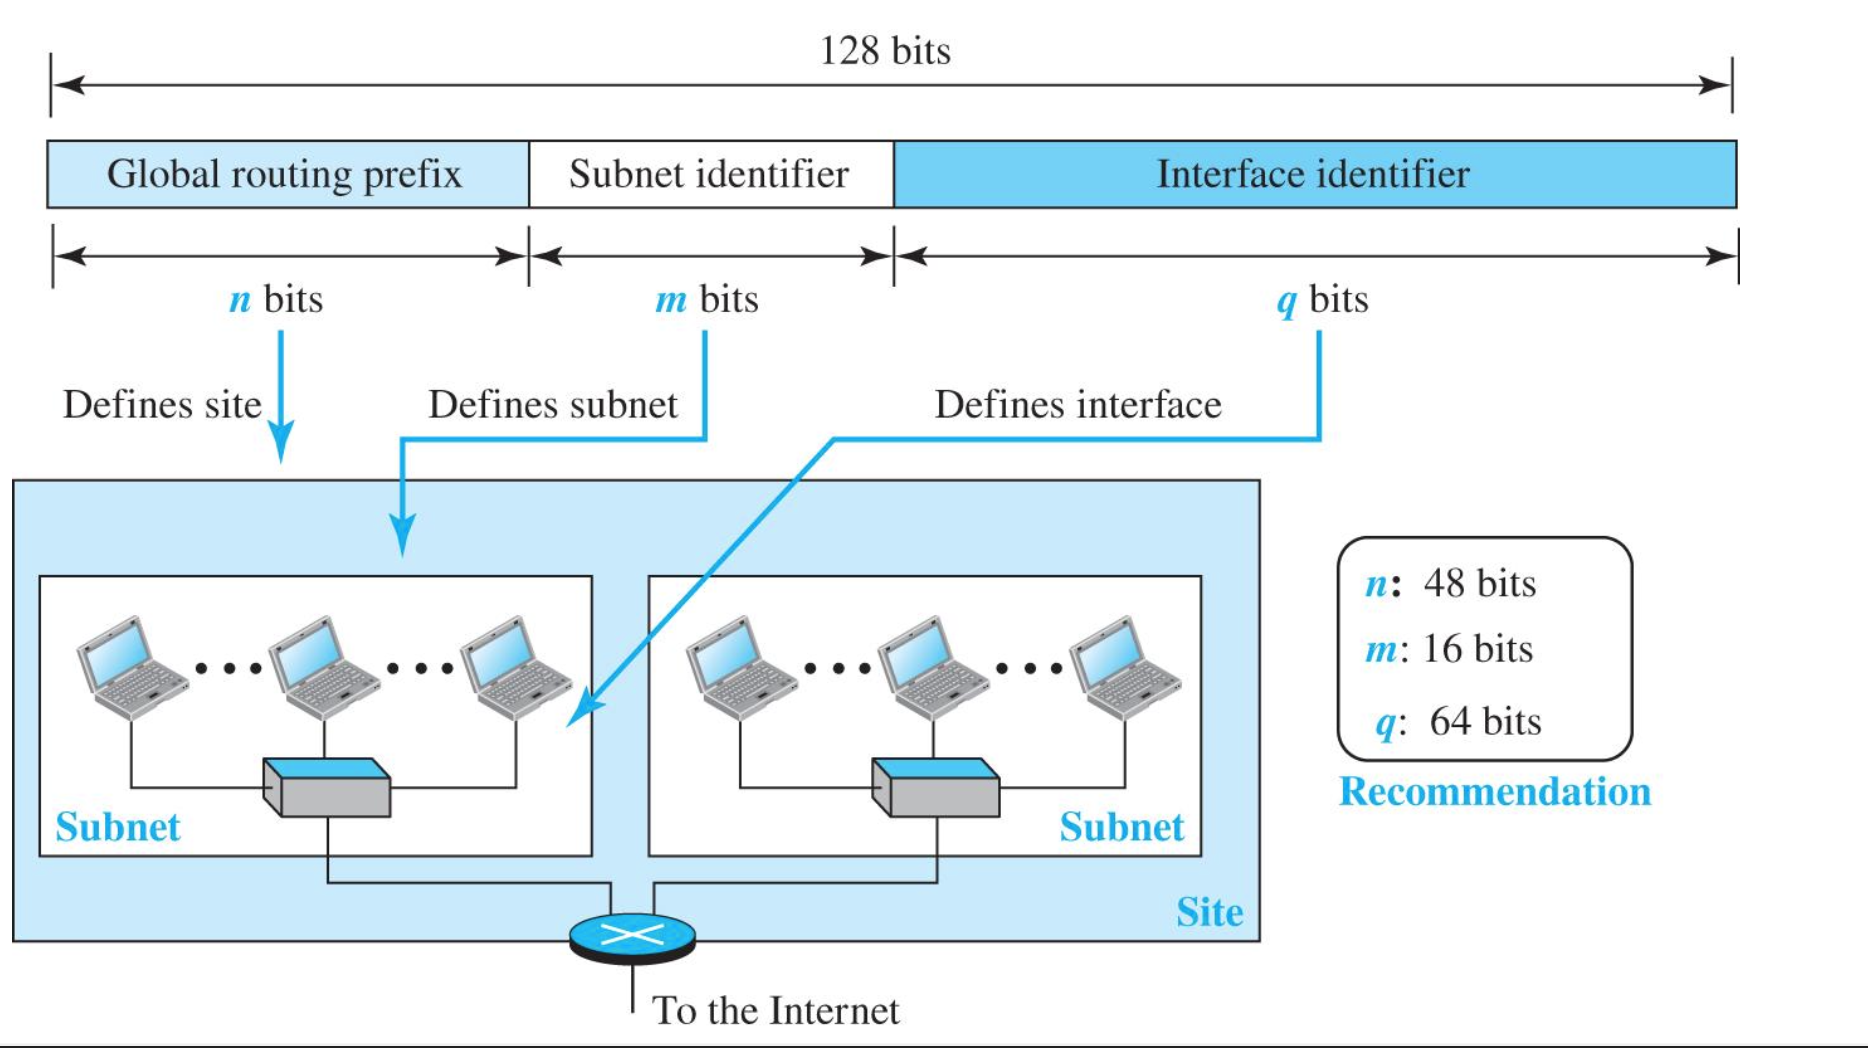 128 bits
Global routing prefix
Subnet identifier
Interface identifier
n bits
m bits
q bits
Defines site
Defines subnet
Defines interface
n: 48 bits
m: 16 bits
q: 64 bits
Recommendation
Subnet
Subnet
Site
To the Internet